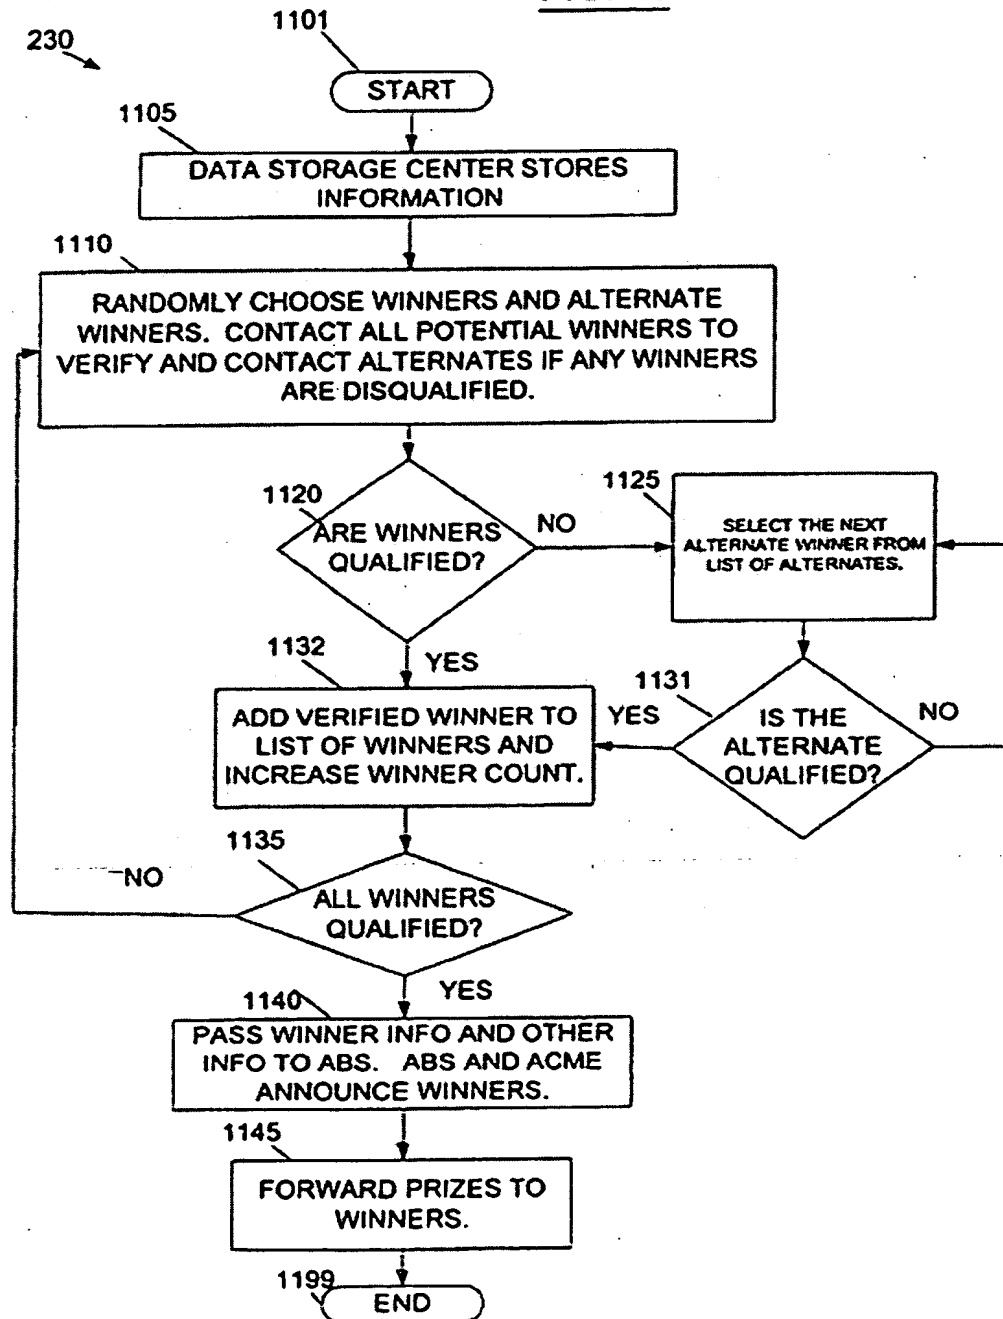 1101
230
START
1105
DATA STORAGE CENTER STORES
INFORMATION
1110
RANDOMLY CHOOSE WINNERS AND ALTERNATE
WINNERS. CONTACT ALL POTENTIAL WINNERS TO
VERIFY AND CONTACT ALTERNATES IF ANY WINNERS
ARE DISQUALIFIED.
1120
ARE WINNERS
QUALIFIED?
NO
1125
SELECT THE NEXT
ALTERNATE WINNER FROM
LIST OF ALTERNATES.
YES
1132
ADD VERIFIED WINNER TO
LIST OF WINNERS AND
INCREASE WINNER COUNT.
YES
1131
IS THE
ALTERNATE
QUALIFIED?
NO
1135
NO
ALL WINNERS
QUALIFIED?
YES
1140
PASS WINNER INFO AND OTHER
INFO TO ABS. ABS AND ACME
ANNOUNCE WINNERS.
1145
FORWARD PRIZES TO
WINNERS.
1199
END